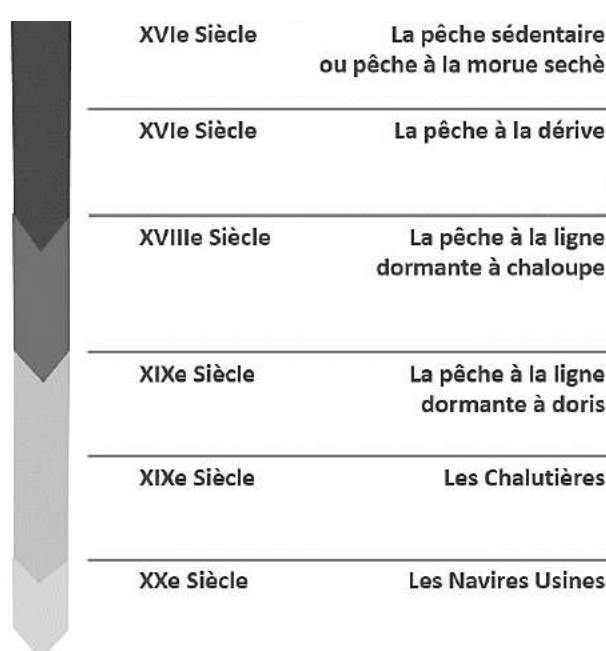 XVIe Siècle La pêche sédentaire
ou pêche à la morue sechè
XVIe Siècle La pêche à la dérive
XVIIIe Siècle La pêche à la ligne
dormante à chaloupe
XIXe Siècle La pêche à la ligne
dormante à doris
XIXe Siècle Les Chalutières
XXe Siècle Les Navires Usines